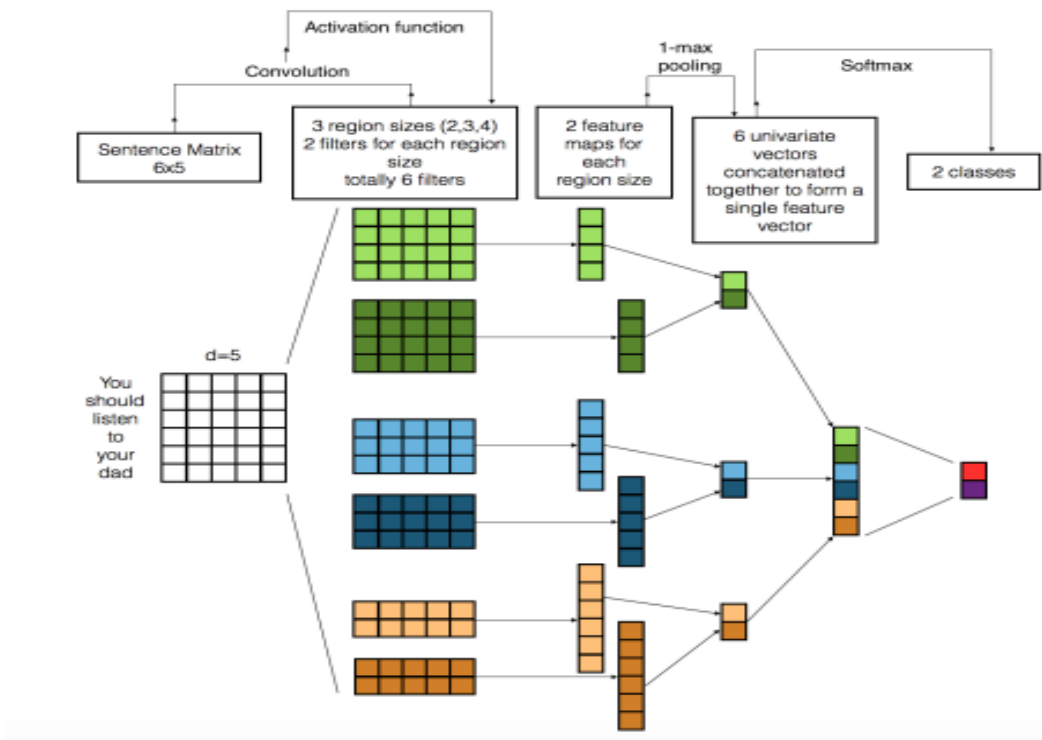 Activation function
Convolution
1-max
pooling
Softmax
Sentence Matrix
6x5
3 region sizes (2,3,4)
2 filters for each region
size
totally 6 filters
2 feature
maps for
each
region size
6 univariate
vectors
concatenated
together to form a
single feature
vector
2 classes
d=5
You
should
listen
to
your
dad